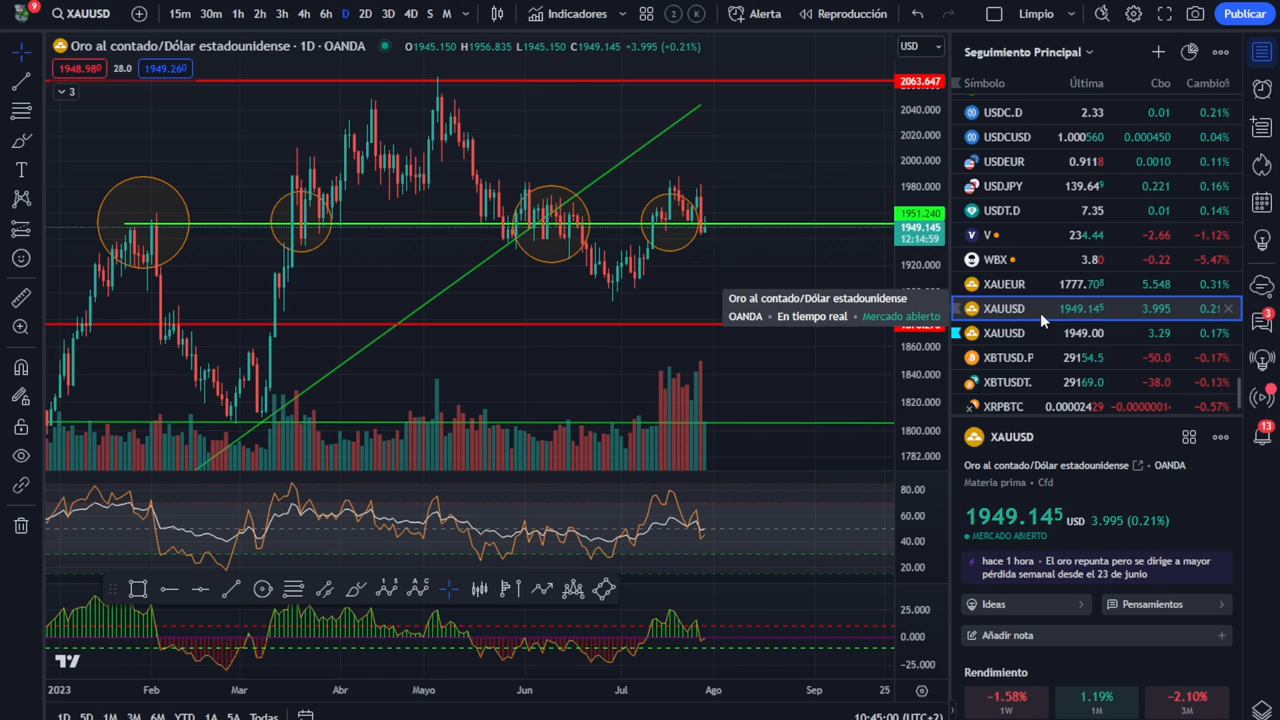 9
XAUUSD
15m 30m 1h 2h 3h 4h 6h D 2D 3D 4D S M
Indicadores
2 K
Alerta
Reproducción
Limpio
Publicar
Oro al contado/Dólar estadounidense · 1D · OANDA
O1945.150 H1956.835 L1945.150 C1949.145 +3.995 (+0.21%)
USD
1948.980 28.0 1949.260
3
2063.647
2040.000
2020.000
2000.000
1980.000
1951.240
1949.145
12:14:59
1920.000
1860.000
1840.000
1820.000
1800.000
1782.000
80.00
60.00
40.00
20.00
25.000
0.000
−25.000
Oro al contado/Dólar estadounidense
OANDA · En tiempo real · Mercado abierto
2023 Feb Mar Abr Mayo Jun Jul Ago Sep 25
1D 5D 1M 3M 6M YTD 1A 5A Todas
10:45:00 (UTC+2)
Seguimiento Principal
Símbolo Última Cbo Cambio%
USDC.D 2.33 0.01 0.21%
USDCUSD 1.000560 0.000450 0.04%
USDEUR 0.9118 0.0010 0.11%
USDJPY 139.649 0.221 0.16%
USDT.D 7.35 0.01 0.14%
V 234.44 −2.66 −1.12%
WBX 3.80 −0.22 −5.47%
XAUEUR 1777.708 5.548 0.31%
XAUUSD 1949.145 3.995 0.21
XAUUSD 1949.00 3.29 0.17%
XBTUSD.P 29154.5 −50.0 −0.17%
XBTUSDT. 29169.0 −38.0 −0.13%
XRPBTC 0.00002429 −0.0000001 −0.57%
XAUUSD
Oro al contado/Dólar estadounidense · OANDA
Materia prima · Cfd
1949.145 USD 3.995 (0.21%)
MERCADO ABIERTO
hace 1 hora · El oro repunta pero se dirige a mayor
pérdida semanal desde el 23 de junio
Ideas
Pensamientos
Añadir nota
Rendimiento
−1.58% 1.19% −2.10%
1W 1M 3M
3
13